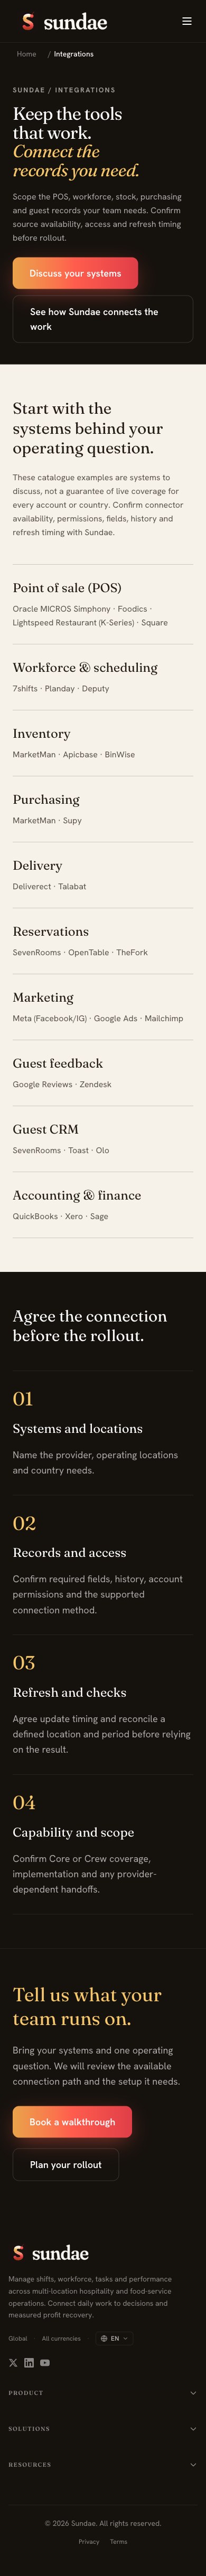 sundae
Home / Integrations
SUNDAE / INTEGRATIONS
Keep the tools
that work.
Connect the
records you need.
Scope the POS, workforce, stock, purchasing
and guest records your team needs. Confirm
source availability, access and refresh timing
before rollout.
Discuss your systems
See how Sundae connects the
work
Start with the
systems behind your
operating question.
These catalogue examples are systems to
discuss, not a guarantee of live coverage for
every account or country. Confirm connector
availability, permissions, fields, history and
refresh timing with Sundae.
Point of sale (POS)
Oracle MICROS Simphony · Foodics ·
Lightspeed Restaurant (K-Series) · Square
Workforce & scheduling
7shifts · Planday · Deputy
Inventory
MarketMan · Apicbase · BinWise
Purchasing
MarketMan · Supy
Delivery
Deliverect · Talabat
Reservations
SevenRooms · OpenTable · TheFork
Marketing
Meta (Facebook/IG) · Google Ads · Mailchimp
Guest feedback
Google Reviews · Zendesk
Guest CRM
SevenRooms · Toast · Olo
Accounting & finance
QuickBooks · Xero · Sage
Agree the connection
before the rollout.
01
Systems and locations
Name the provider, operating locations
and country needs.
02
Records and access
Confirm required fields, history, account
permissions and the supported
connection method.
03
Refresh and checks
Agree update timing and reconcile a
defined location and period before relying
on the result.
04
Capability and scope
Confirm Core or Crew coverage,
implementation and any provider-
dependent handoffs.
Tell us what your
team runs on.
Bring your systems and one operating
question. We will review the available
connection path and the setup it needs.
Book a walkthrough
Plan your rollout
sundae
Manage shifts, workforce, tasks and performance
across multi-location hospitality and food-service
operations. Connect daily work to decisions and
measured profit recovery.
Global All currencies EN
PRODUCT
SOLUTIONS
RESOURCES
© 2026 Sundae. All rights reserved.
Privacy Terms